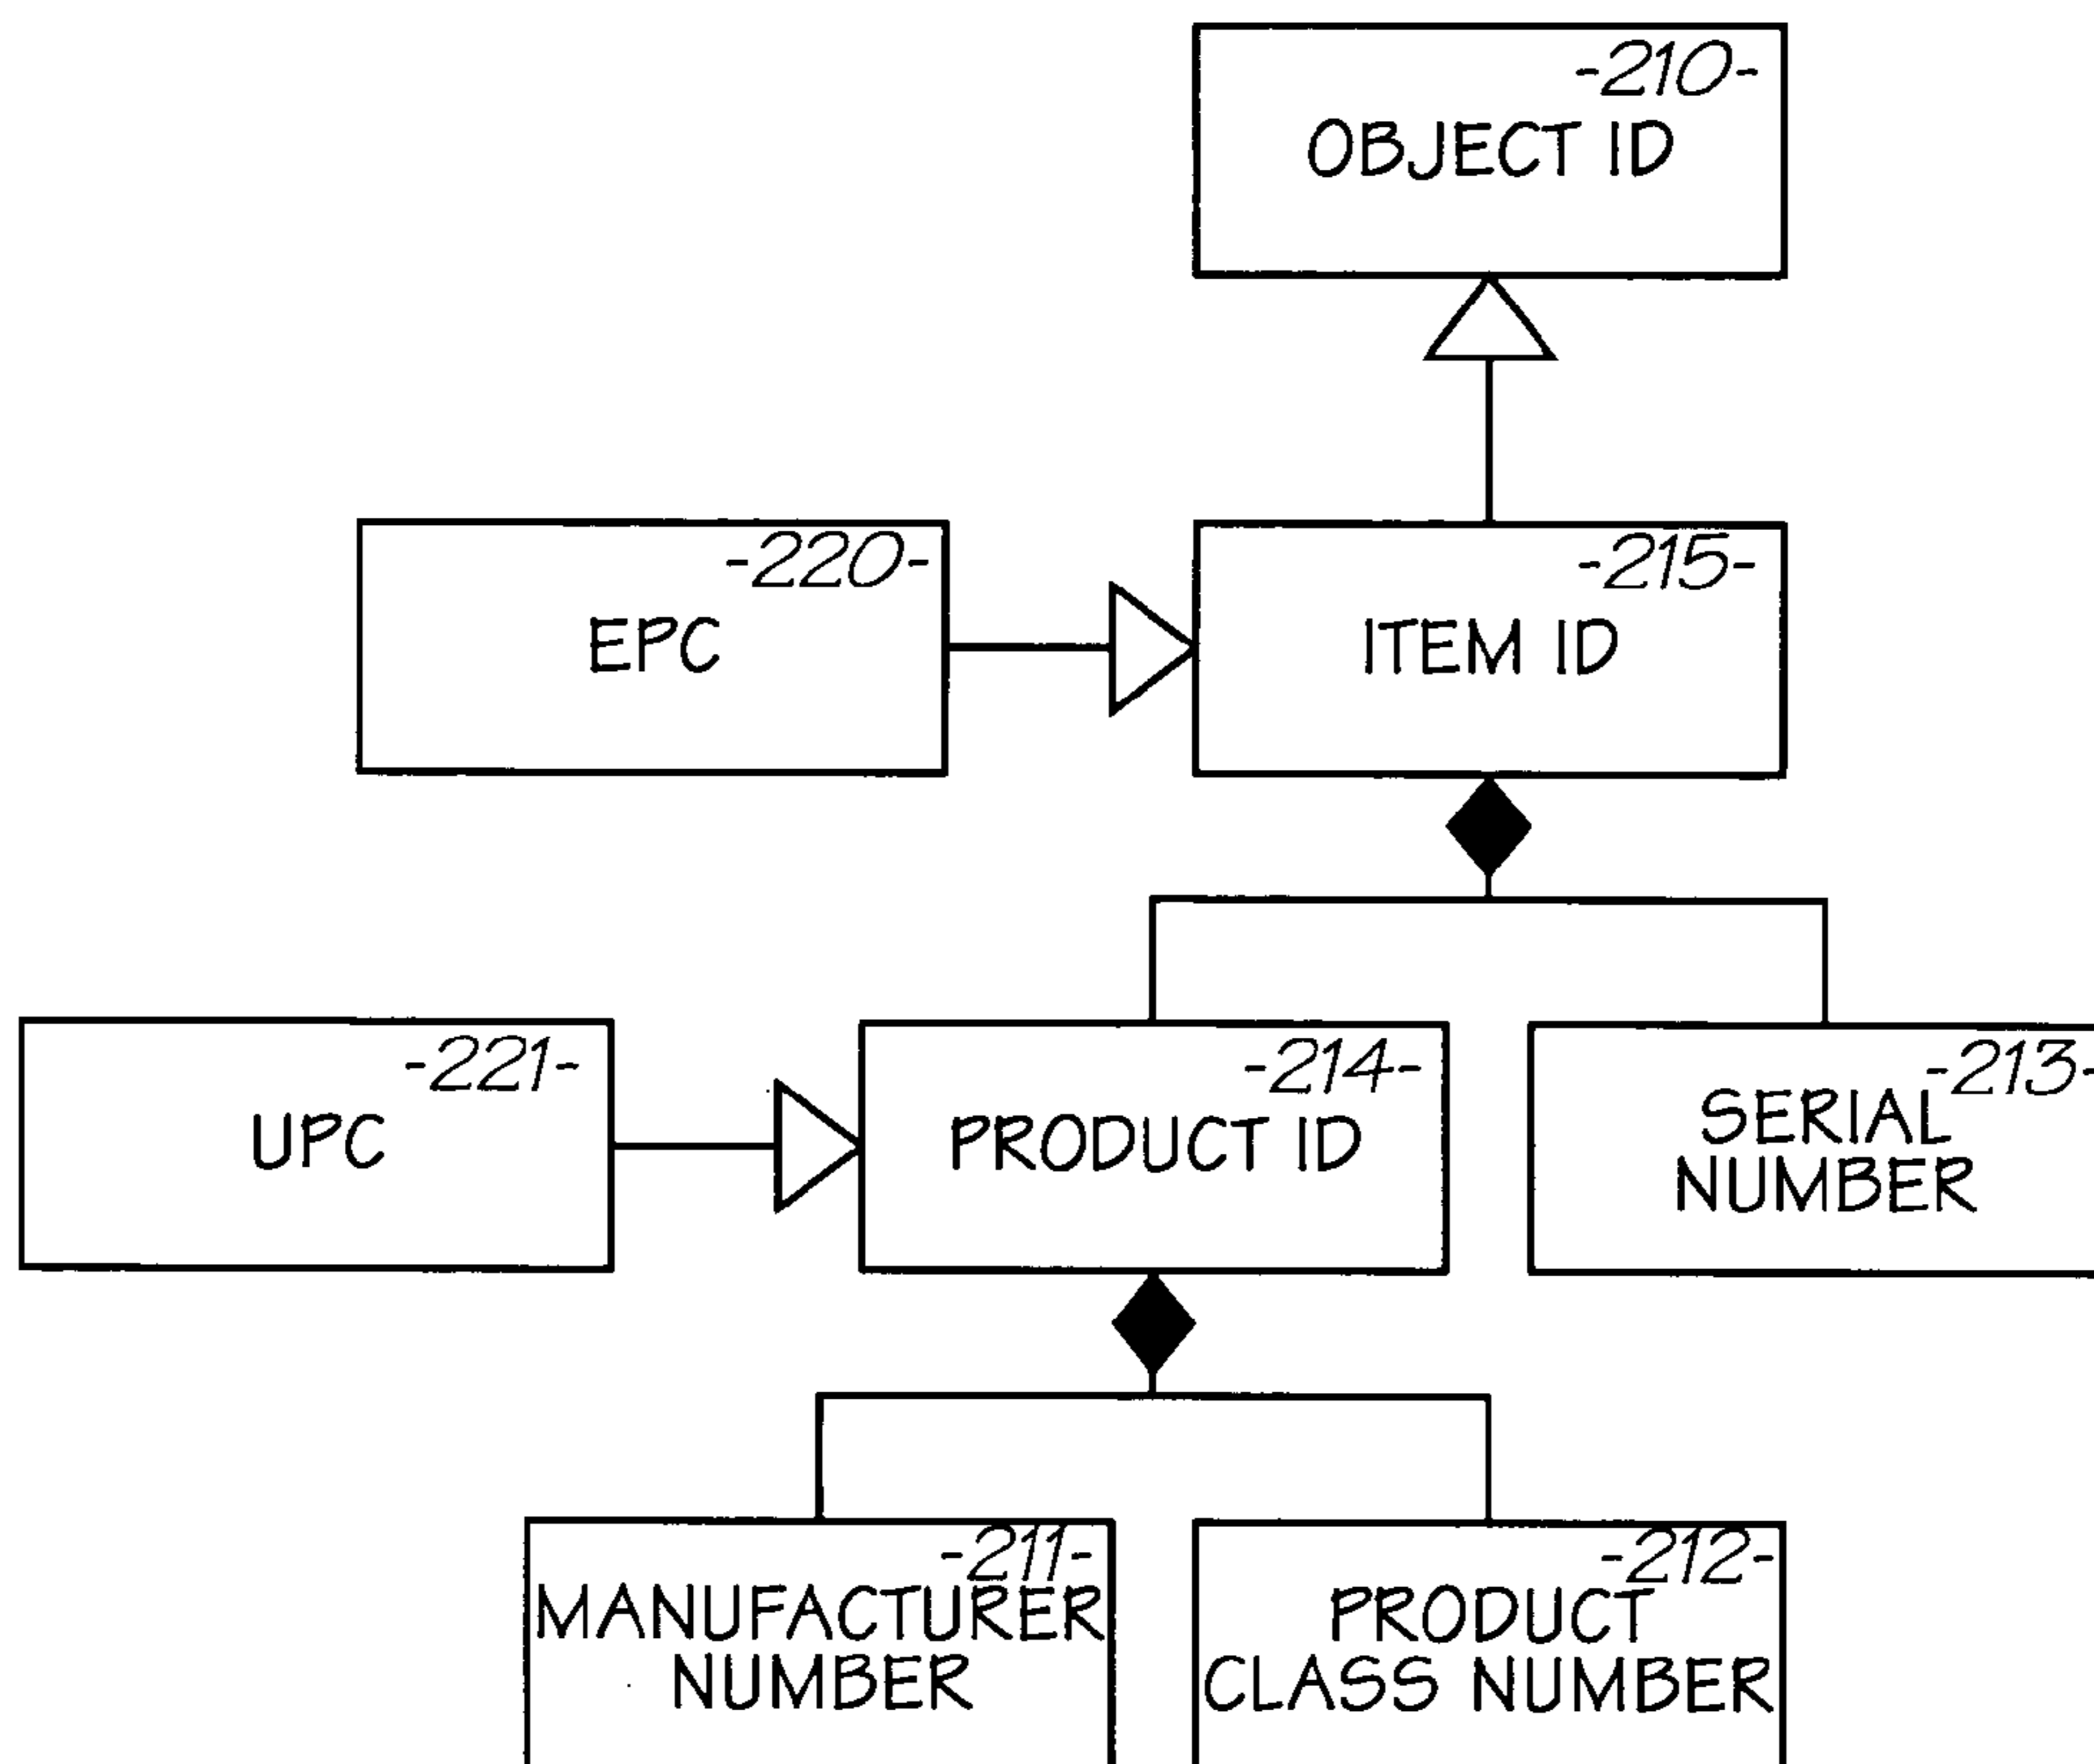 -210-
OBJECT ID
-220-
EPC
-215-
ITEM ID
-221-
UPC
-214-
PRODUCT ID
-213-
SERIAL
NUMBER
-211-
MANUFACTURER
NUMBER
-212-
PRODUCT
CLASS NUMBER